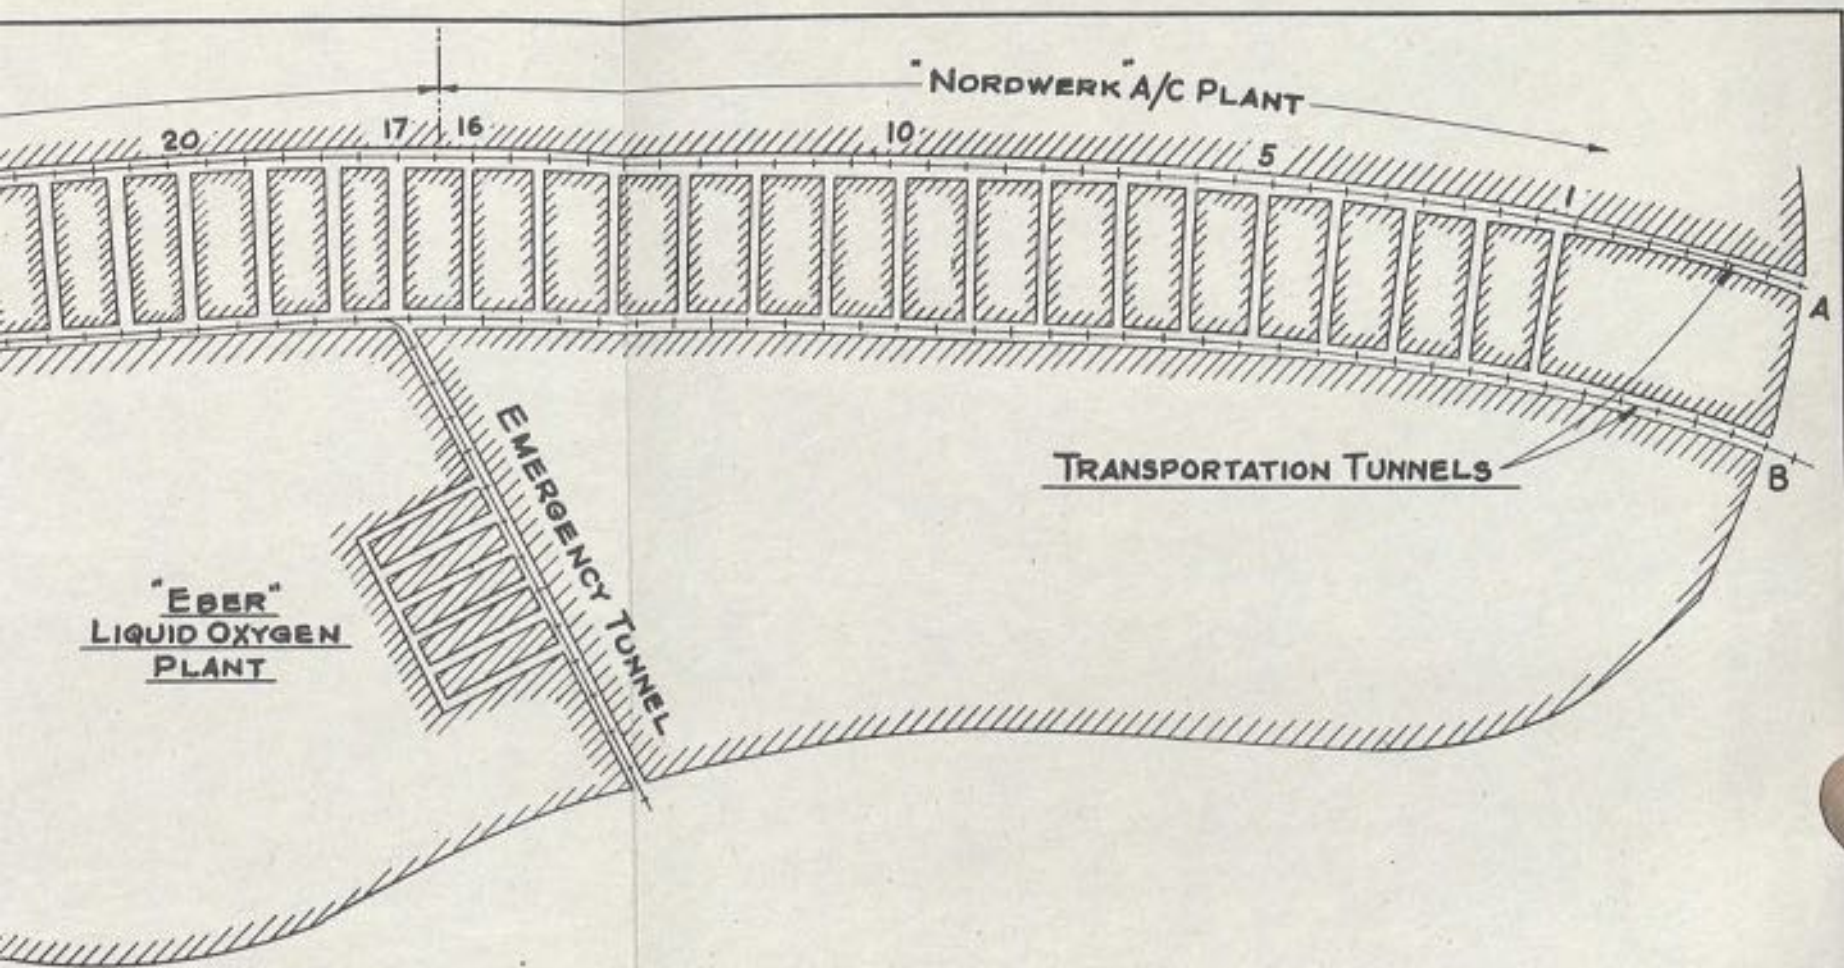 "NORDWERK" A/C PLANT
20 17 16 10 5 1
A
EMERGENCY TUNNEL
TRANSPORTATION TUNNELS
B
"EBER"
LIQUID OXYGEN
PLANT